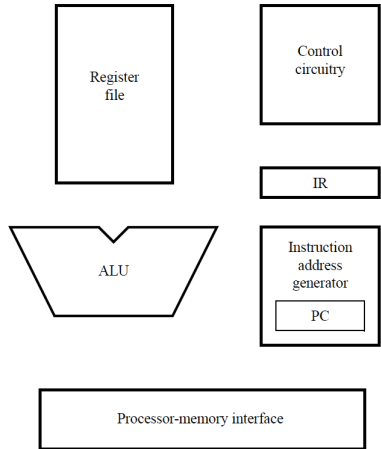 Register
file
Control
circuitry
IR
ALU
Instruction
address
generator
PC
Processor-memory interface